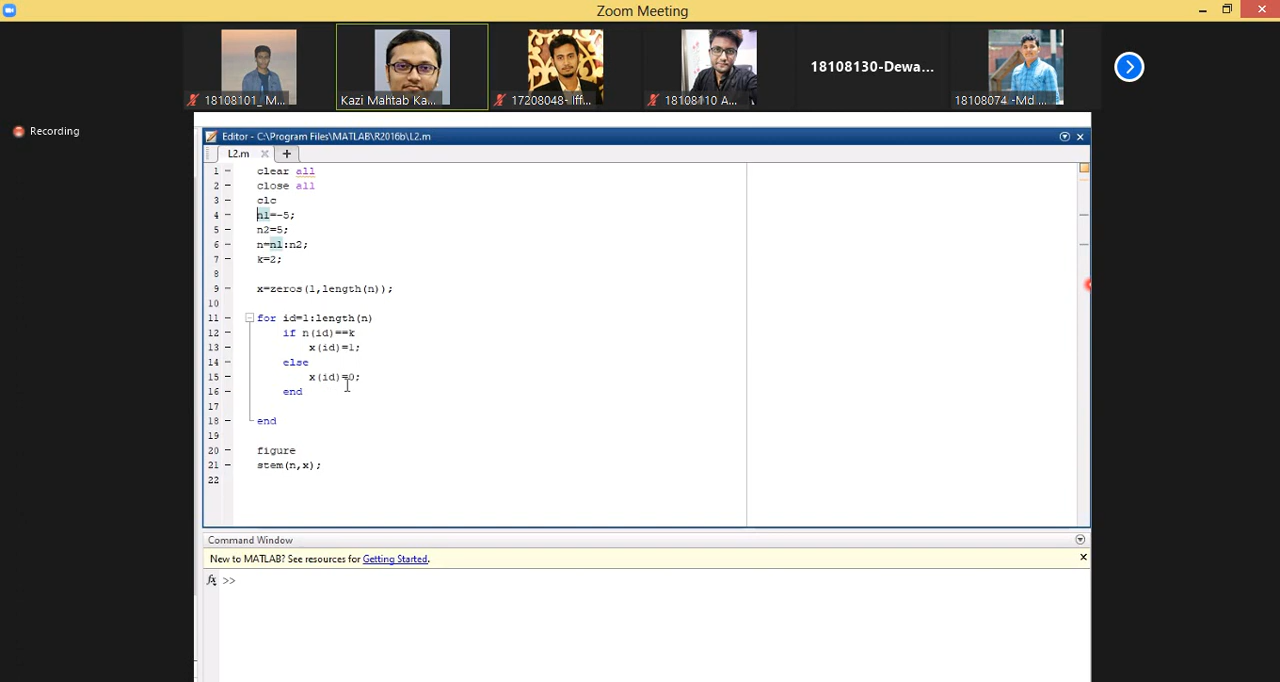 Zoom Meeting
18108101_ M...
Kazi Mahtab Ka...
17208048- Iff...
18108110 A...
18108130-Dewa...
18108074 -Md ...
Recording
Editor - C:\Program Files\MATLAB\R2016b\L2.m
L2.m
1 clear all
2 close all
3 clc
4 n1=-5;
5 n2=5;
6 n=n1:n2;
7 k=2;
8
9 x=zeros(1,length(n));
10
11 for id=1:length(n)
12 if n(id)==k
13 x(id)=1;
14 else
15 x(id)=0;
16 end
17
18 end
19
20 figure
21 stem(n,x);
22
Command Window
New to MATLAB? See resources for Getting Started.
fx >>